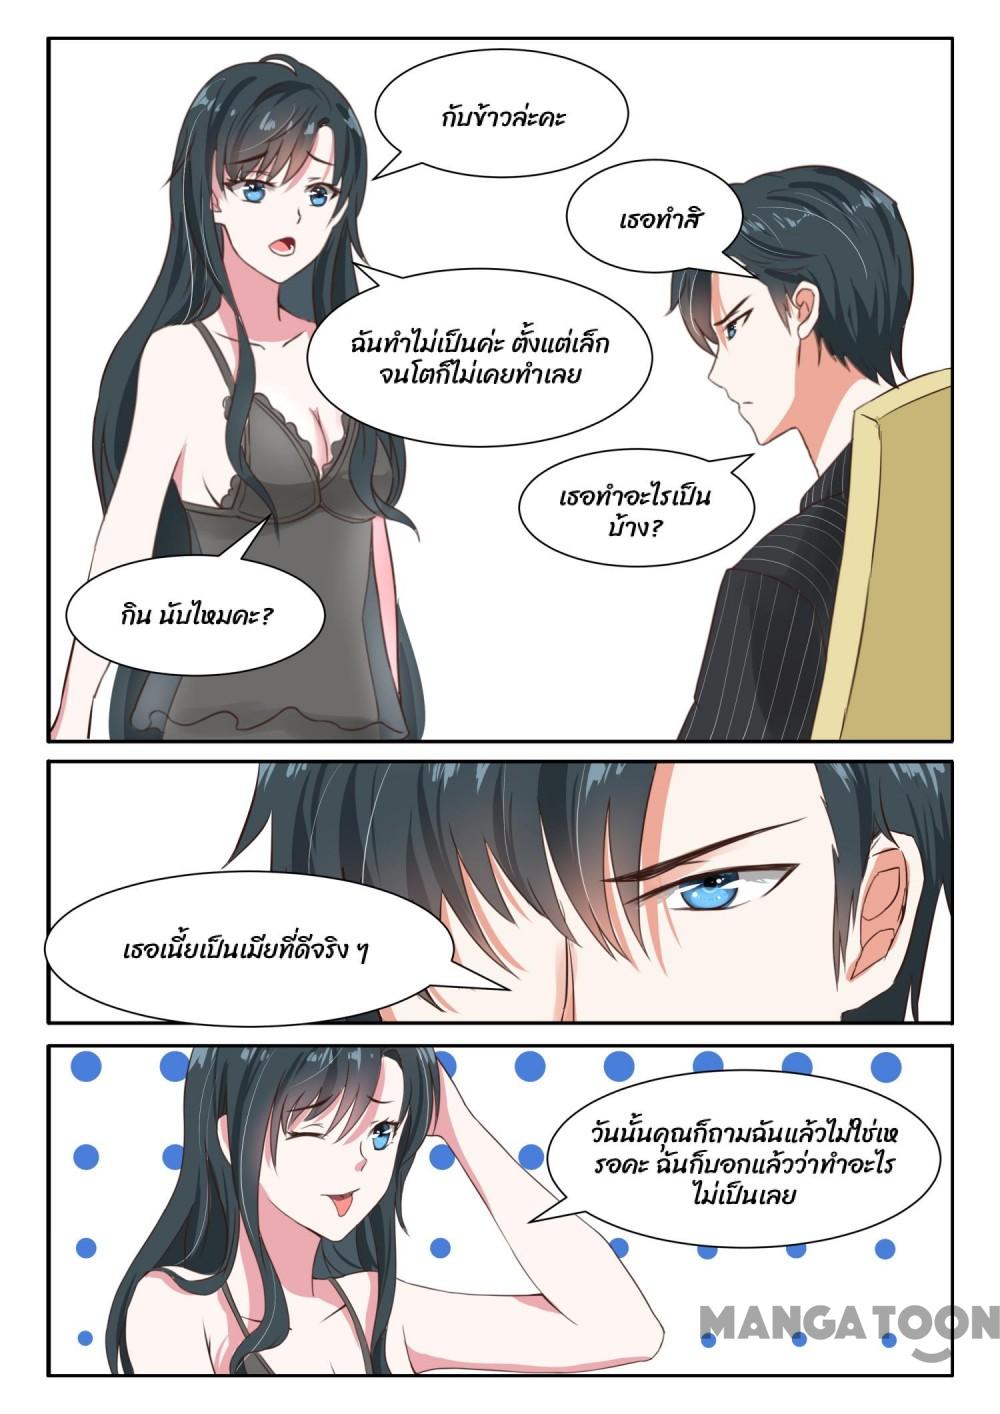 กับข้าวล่ะคะ
เธอทำสิ
ฉันทำไม่เป็นค่ะ ตั้งแต่เล็ก
จนโตก็ไม่เคยทำเลย
เธอทำอะไรเป็น
บ้าง?
กิน นับไหมคะ?
เธอเนี้ยเป็นเมียที่ดีจริง ๆ
วันนั้นคุณก็ถามฉันแล้วไม่ใช่เห
รอคะ ฉันก็บอกแล้วว่าทำอะไร
ไม่เป็นเลย
MANGATOON